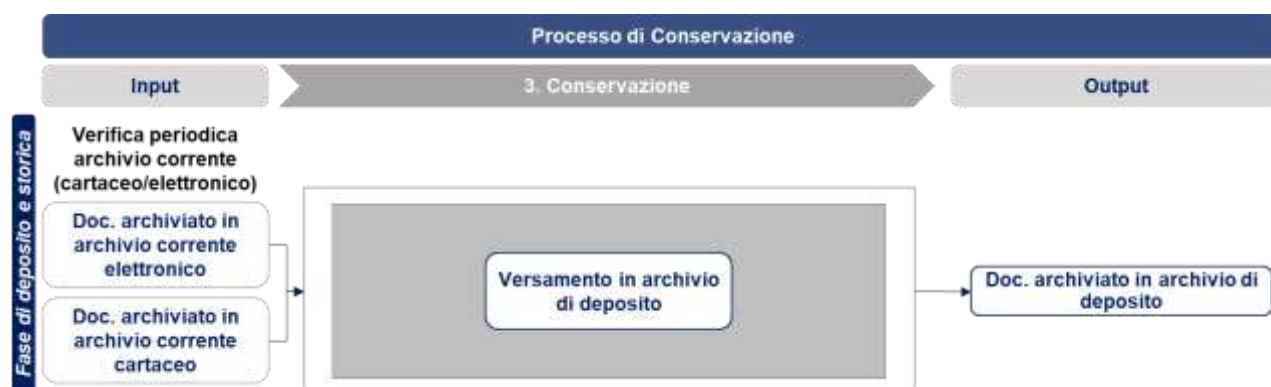 Processo di Conservazione
Input
3. Conservazione
Output
Fase di deposito e storica
Verifica periodica
archivio corrente
(cartaceo/elettronico)
Doc. archiviato in
archivio corrente
elettronico
Doc. archiviato in
archivio corrente
cartaceo
Versamento in archivio
di deposito
Doc. archiviato in archivio di
deposito